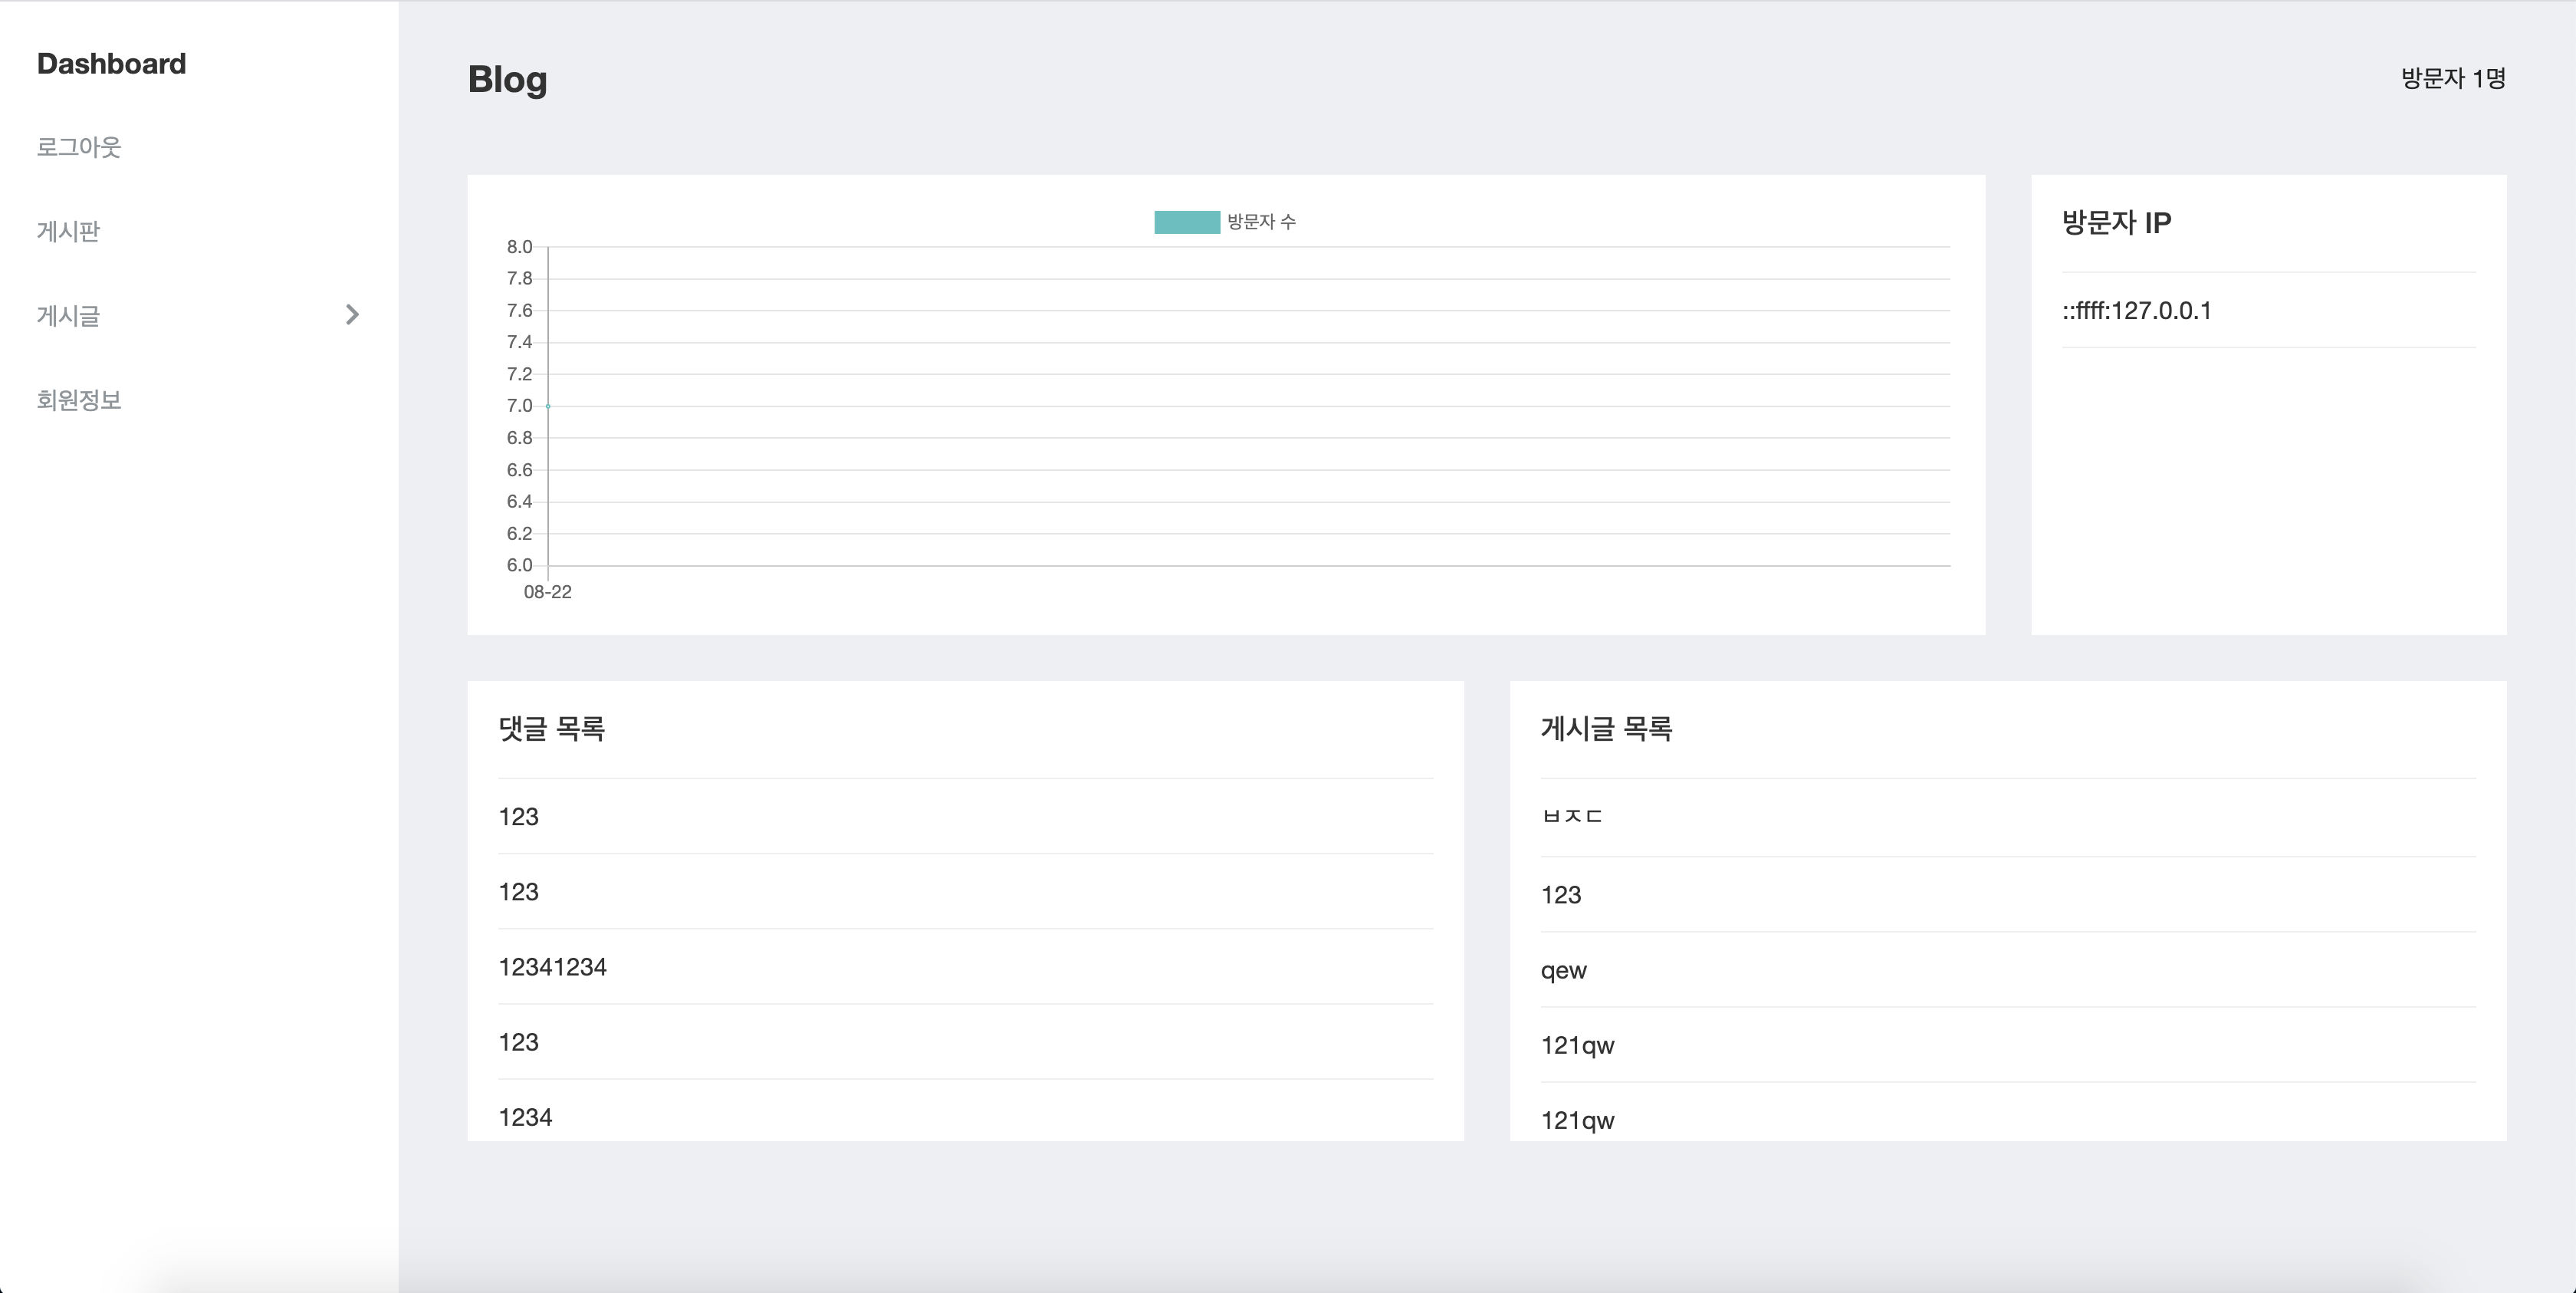 Dashboard
로그아웃
게시판
게시글
회원정보
Blog
방문자 1명
방문자 수
8.0
7.8
7.6
7.4
7.2
7.0
6.8
6.6
6.4
6.2
6.0
08-22
방문자 IP
::ffff:127.0.0.1
댓글 목록
123
123
12341234
123
1234
게시글 목록
ㅂㅈㄷ
123
qew
121qw
121qw